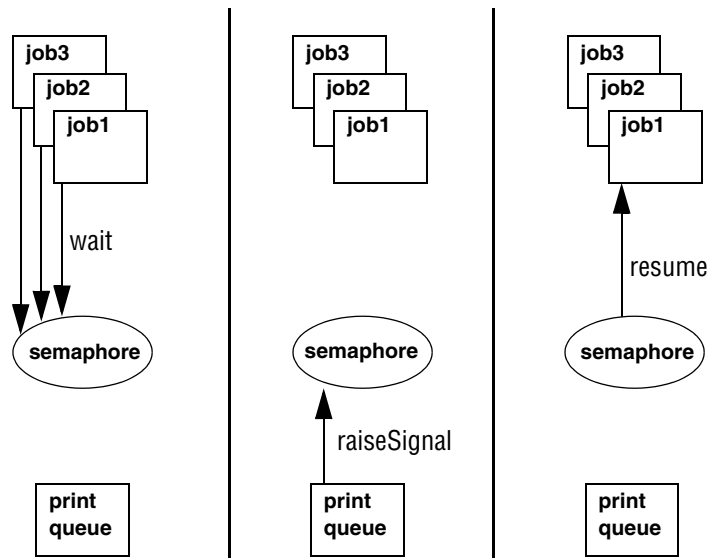 job3
job2
job1
wait
semaphore
print
queue
job3
job2
job1
semaphore
raiseSignal
print
queue
job3
job2
job1
resume
semaphore
print
queue